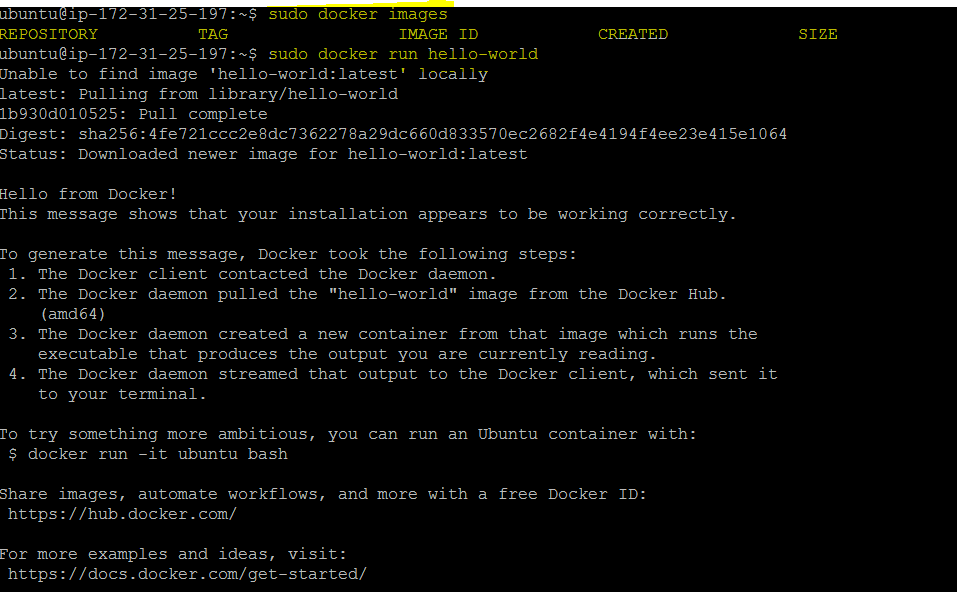 ubuntu@ip-172-31-25-197:~$ sudo docker images
REPOSITORY TAG IMAGE ID CREATED SIZE
ubuntu@ip-172-31-25-197:~$ sudo docker run hello-world
Unable to find image 'hello-world:latest' locally
latest: Pulling from library/hello-world
1b930d010525: Pull complete
Digest: sha256:4fe721ccc2e8dc7362278a29dc660d833570ec2682f4e4194f4ee23e415e1064
Status: Downloaded newer image for hello-world:latest
Hello from Docker!
This message shows that your installation appears to be working correctly.
To generate this message, Docker took the following steps:
1. The Docker client contacted the Docker daemon.
2. The Docker daemon pulled the "hello-world" image from the Docker Hub.
(amd64)
3. The Docker daemon created a new container from that image which runs the
executable that produces the output you are currently reading.
4. The Docker daemon streamed that output to the Docker client, which sent it
to your terminal.
To try something more ambitious, you can run an Ubuntu container with:
$ docker run -it ubuntu bash
Share images, automate workflows, and more with a free Docker ID:
https://hub.docker.com/
For more examples and ideas, visit:
https://docs.docker.com/get-started/